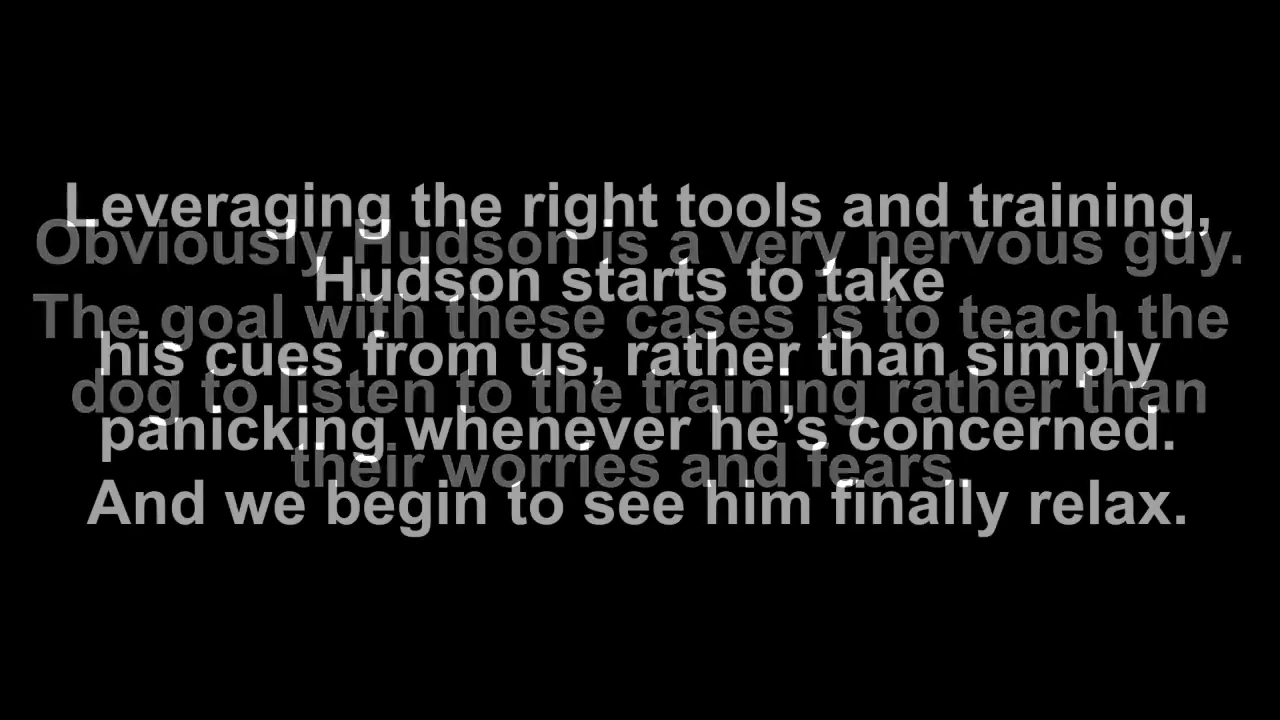 Leveraging the right tools and training,
Hudson starts to take
his cues from us, rather than simply
panicking whenever he’s concerned.
And we begin to see him finally relax.
Obviously Hudson is a very nervous guy.
The goal with these cases is to teach the
dog to listen to the training rather than
their worries and fears.